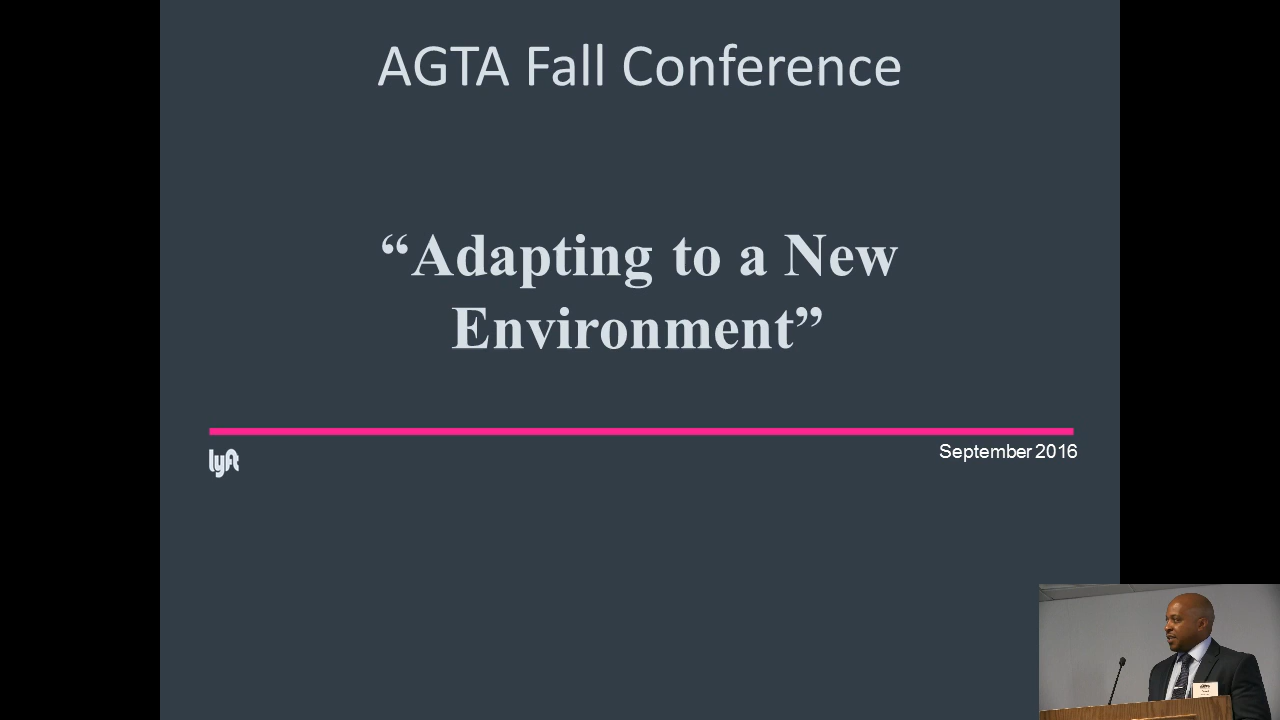 AGTA Fall Conference
“Adapting to a New
Environment”
lyft
September 2016